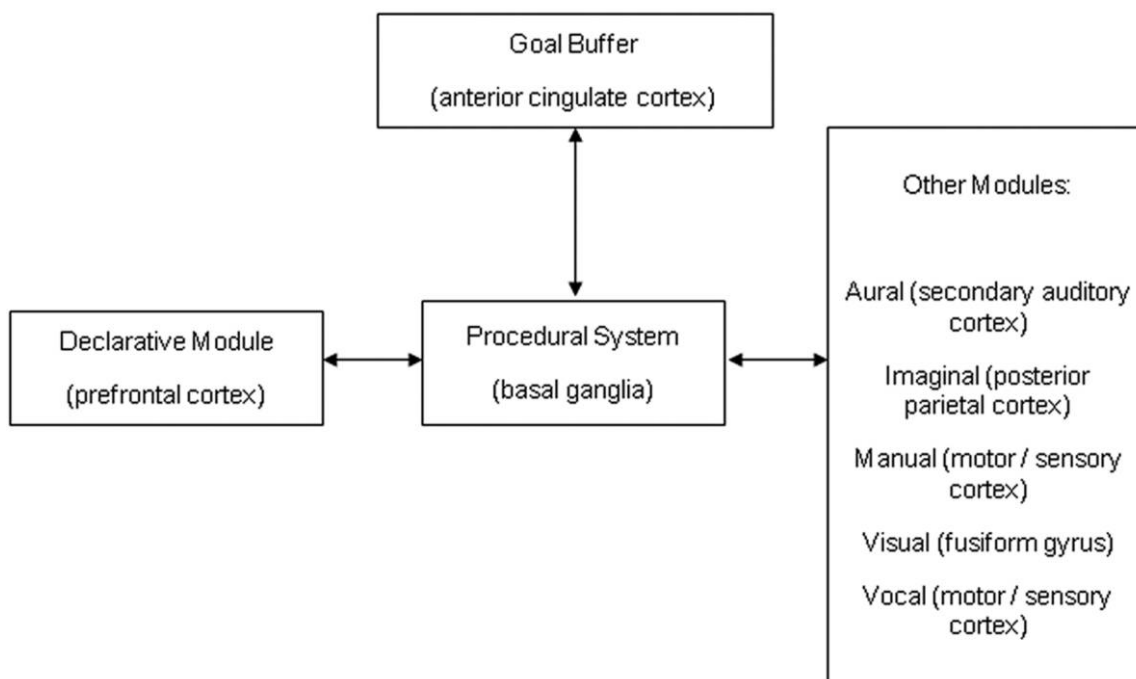 Goal Buffer
(anterior cingulate cortex)
Other Modules:
Aural (secondary auditory
cortex)
Declarative Module
(prefrontal cortex)
Procedural System
(basal ganglia)
Imaginal (posterior
parietal cortex)
Manual (motor / sensory
cortex)
Visual (fusiform gyrus)
Vocal (motor / sensory
cortex)